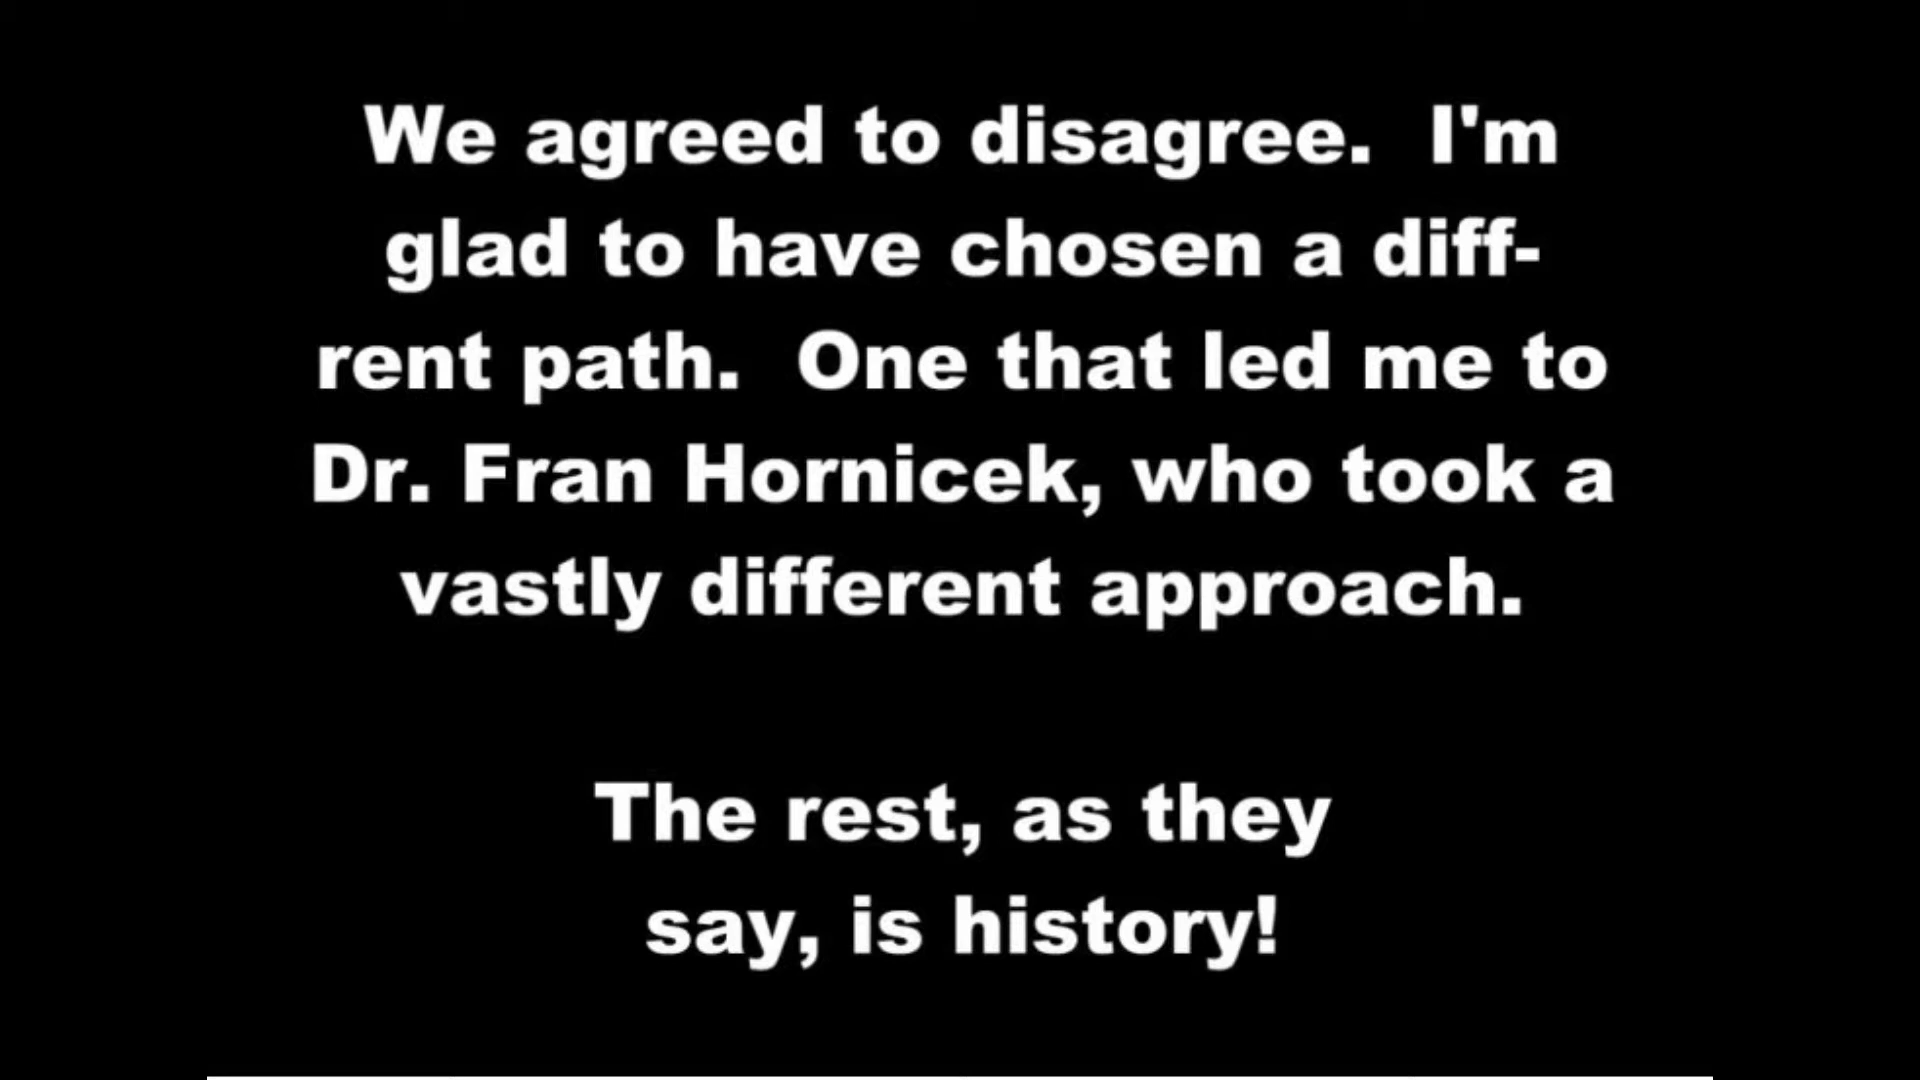 We agreed to disagree.  I'm
glad to have chosen a diff-
rent path.  One that led me to
Dr. Fran Hornicek, who took a
vastly different approach.
The rest, as they
say, is history!